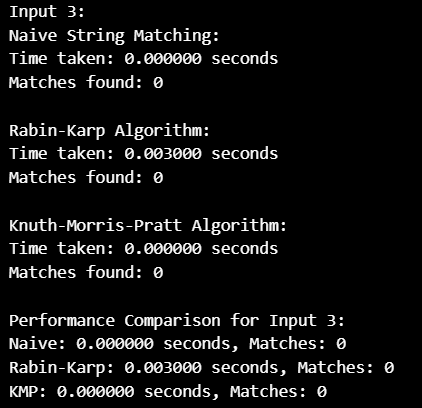 Input 3:
Naive String Matching:
Time taken: 0.000000 seconds
Matches found: 0
Rabin-Karp Algorithm:
Time taken: 0.003000 seconds
Matches found: 0
Knuth-Morris-Pratt Algorithm:
Time taken: 0.000000 seconds
Matches found: 0
Performance Comparison for Input 3:
Naive: 0.000000 seconds, Matches: 0
Rabin-Karp: 0.003000 seconds, Matches: 0
KMP: 0.000000 seconds, Matches: 0